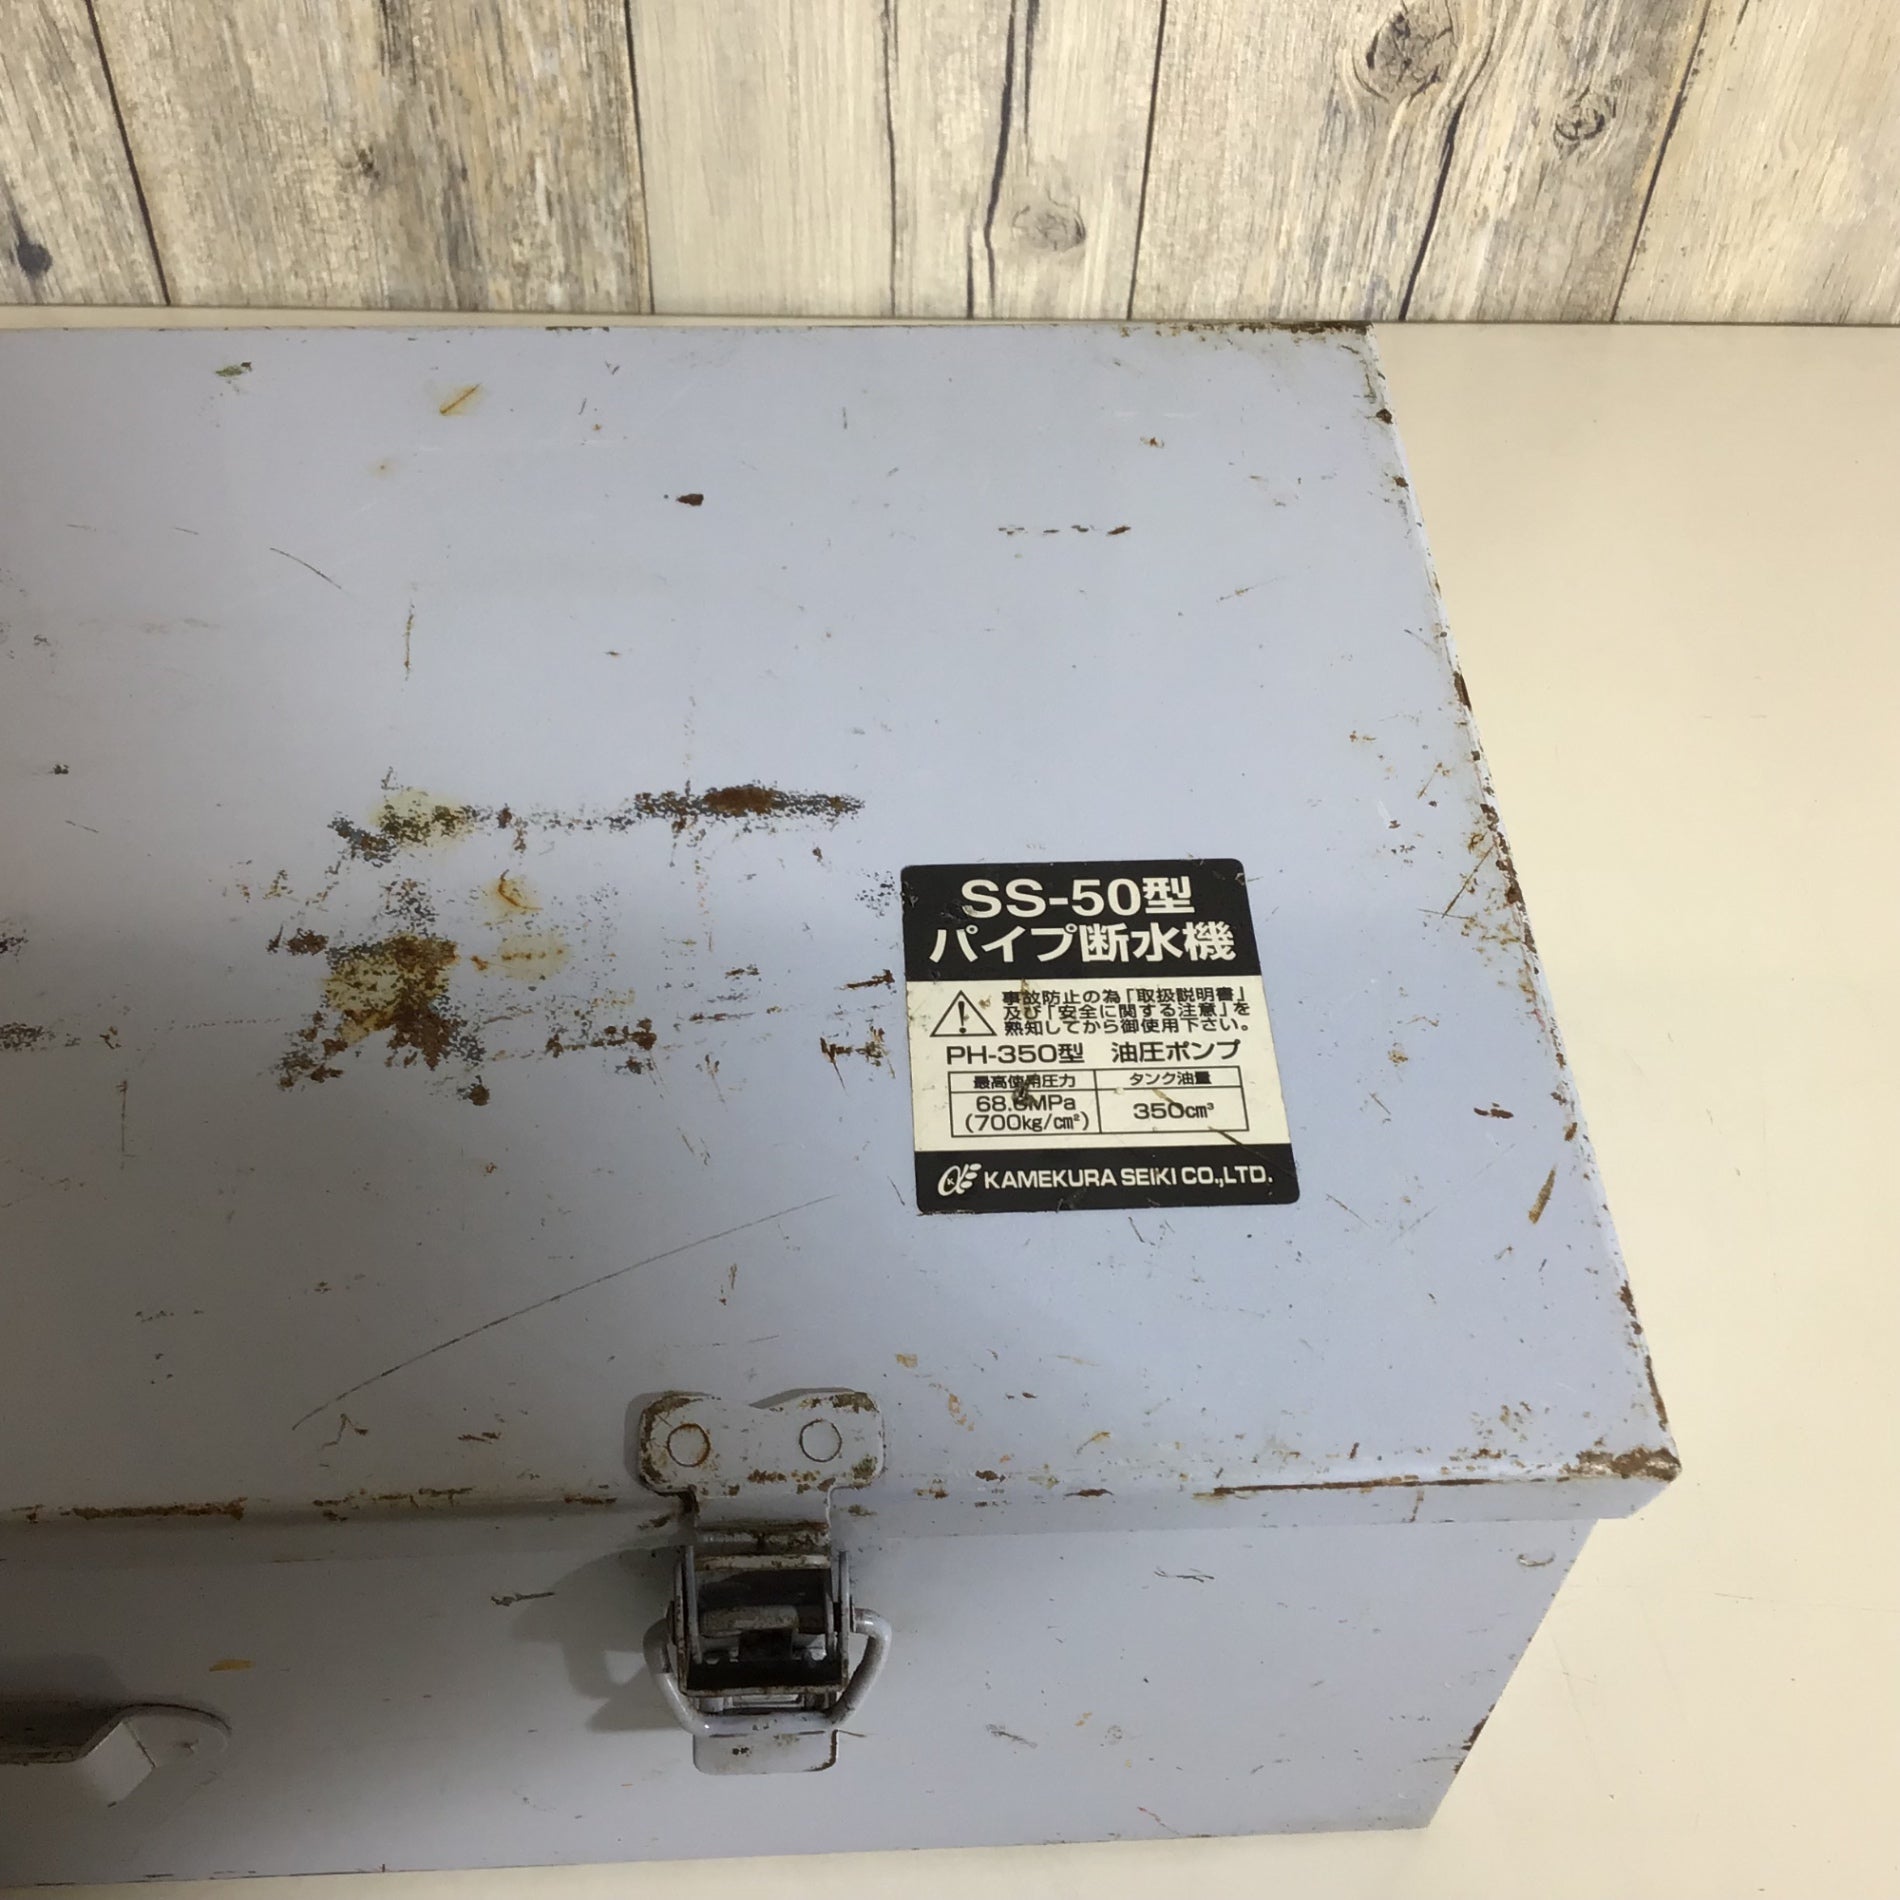 SS-50型
パイプ断水機
事故防止の為「取扱説明書」
及び「安全に関する注意」を
熟知してから御使用下さい。
PH-350型 油圧ポンプ
最高使用圧力 タンク油量
68.6MPa
(700kg/cm²) 350cm³
KAMEKURA SEIKI CO.,LTD.